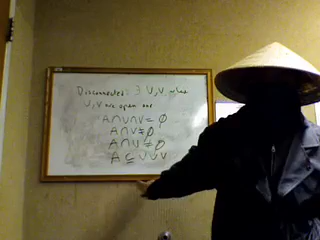 Disconnected: ∃ U,V where
U,V are open and
A∩U∩V = ∅
A∩V ≠ ∅
A∩U ≠ ∅
A ⊆ U∪V